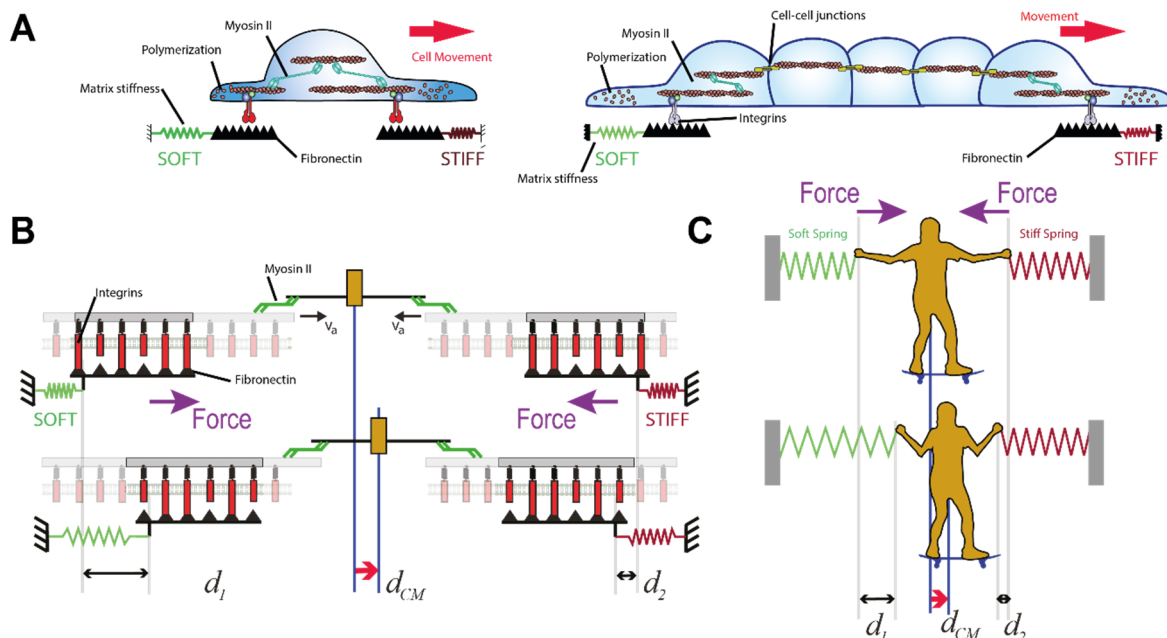 A
Myosin II
Polymerization
Cell Movement
Matrix stiffness
SOFT
STIFF
Fibronectin
Cell-cell junctions
Movement
Myosin II
Polymerization
Integrins
SOFT
Fibronectin
STIFF
Matrix stiffness
B
Myosin II
Integrins
va
va
Fibronectin
SOFT
Force
Force
STIFF
d1
dCM
d2
C
Force
Force
Soft Spring
Stiff Spring
d1
dCM
d2